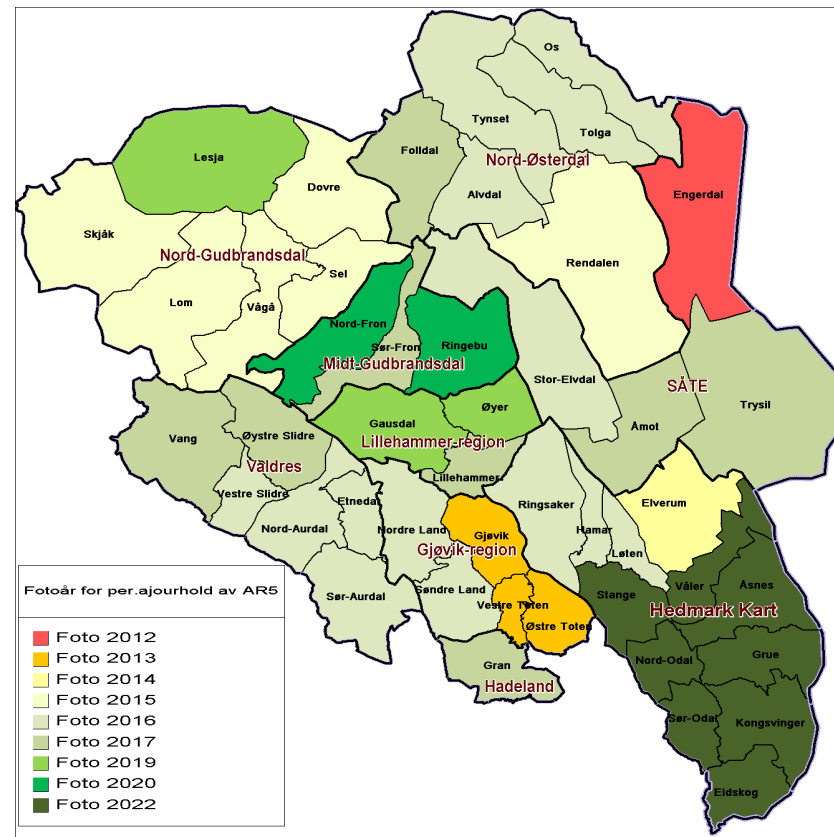 Os
Tynset
Tolga
Folldal
Nord-Østerdal
Lesja
Dovre
Alvdal
Engerdal
Skjåk
Nord-Gudbrandsdal
Sel
Rendalen
Lom
Vågå
Nord-Fron
Sør-Fron
Ringebu
Midt-Gudbrandsdal
Stor-Elvdal
SÅTE
Trysil
Øyer
Gausdal
Lillehammer-region
Åmot
Vang
Øystre Slidre
Valdres
Lillehammer
Vestre Slidre
Etnedal
Nord-Aurdal
Nordre Land
Gjøvik
Gjøvik-region
Ringsaker
Hamar
Løten
Elverum
Sør-Aurdal
Søndre Land
Vestre Toten
Østre Toten
Stange
Våler
Åsnes
Hedmark Kart
Gran
Hadeland
Nord-Odal
Grue
Sør-Odal
Kongsvinger
Eidskog
Fotoår for per.ajourhold av AR5
Foto 2012
Foto 2013
Foto 2014
Foto 2015
Foto 2016
Foto 2017
Foto 2019
Foto 2020
Foto 2022